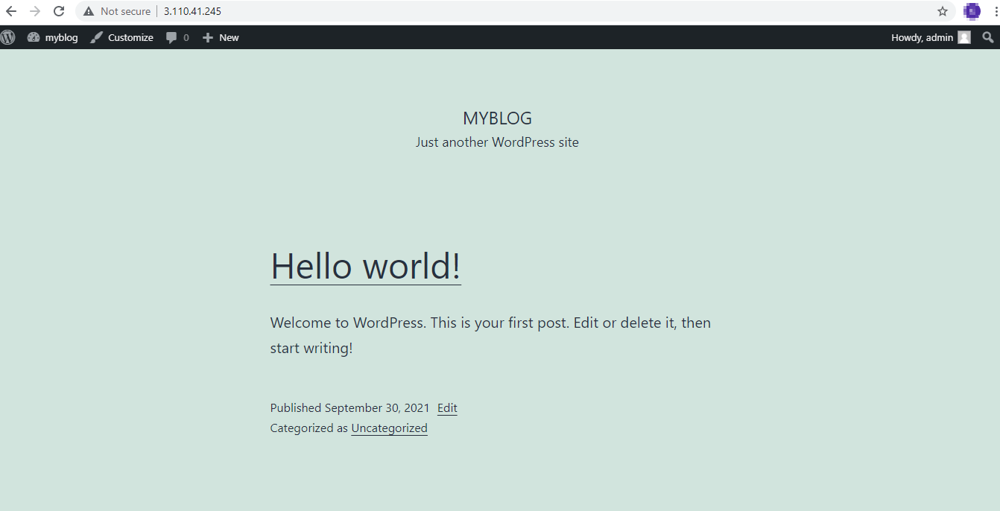 Not secure 3.110.41.245
myblog Customize 0 New Howdy, admin
MYBLOG
Just another WordPress site
Hello world!
Welcome to WordPress. This is your first post. Edit or delete it, then
start writing!
Published September 30, 2021 Edit
Categorized as Uncategorized